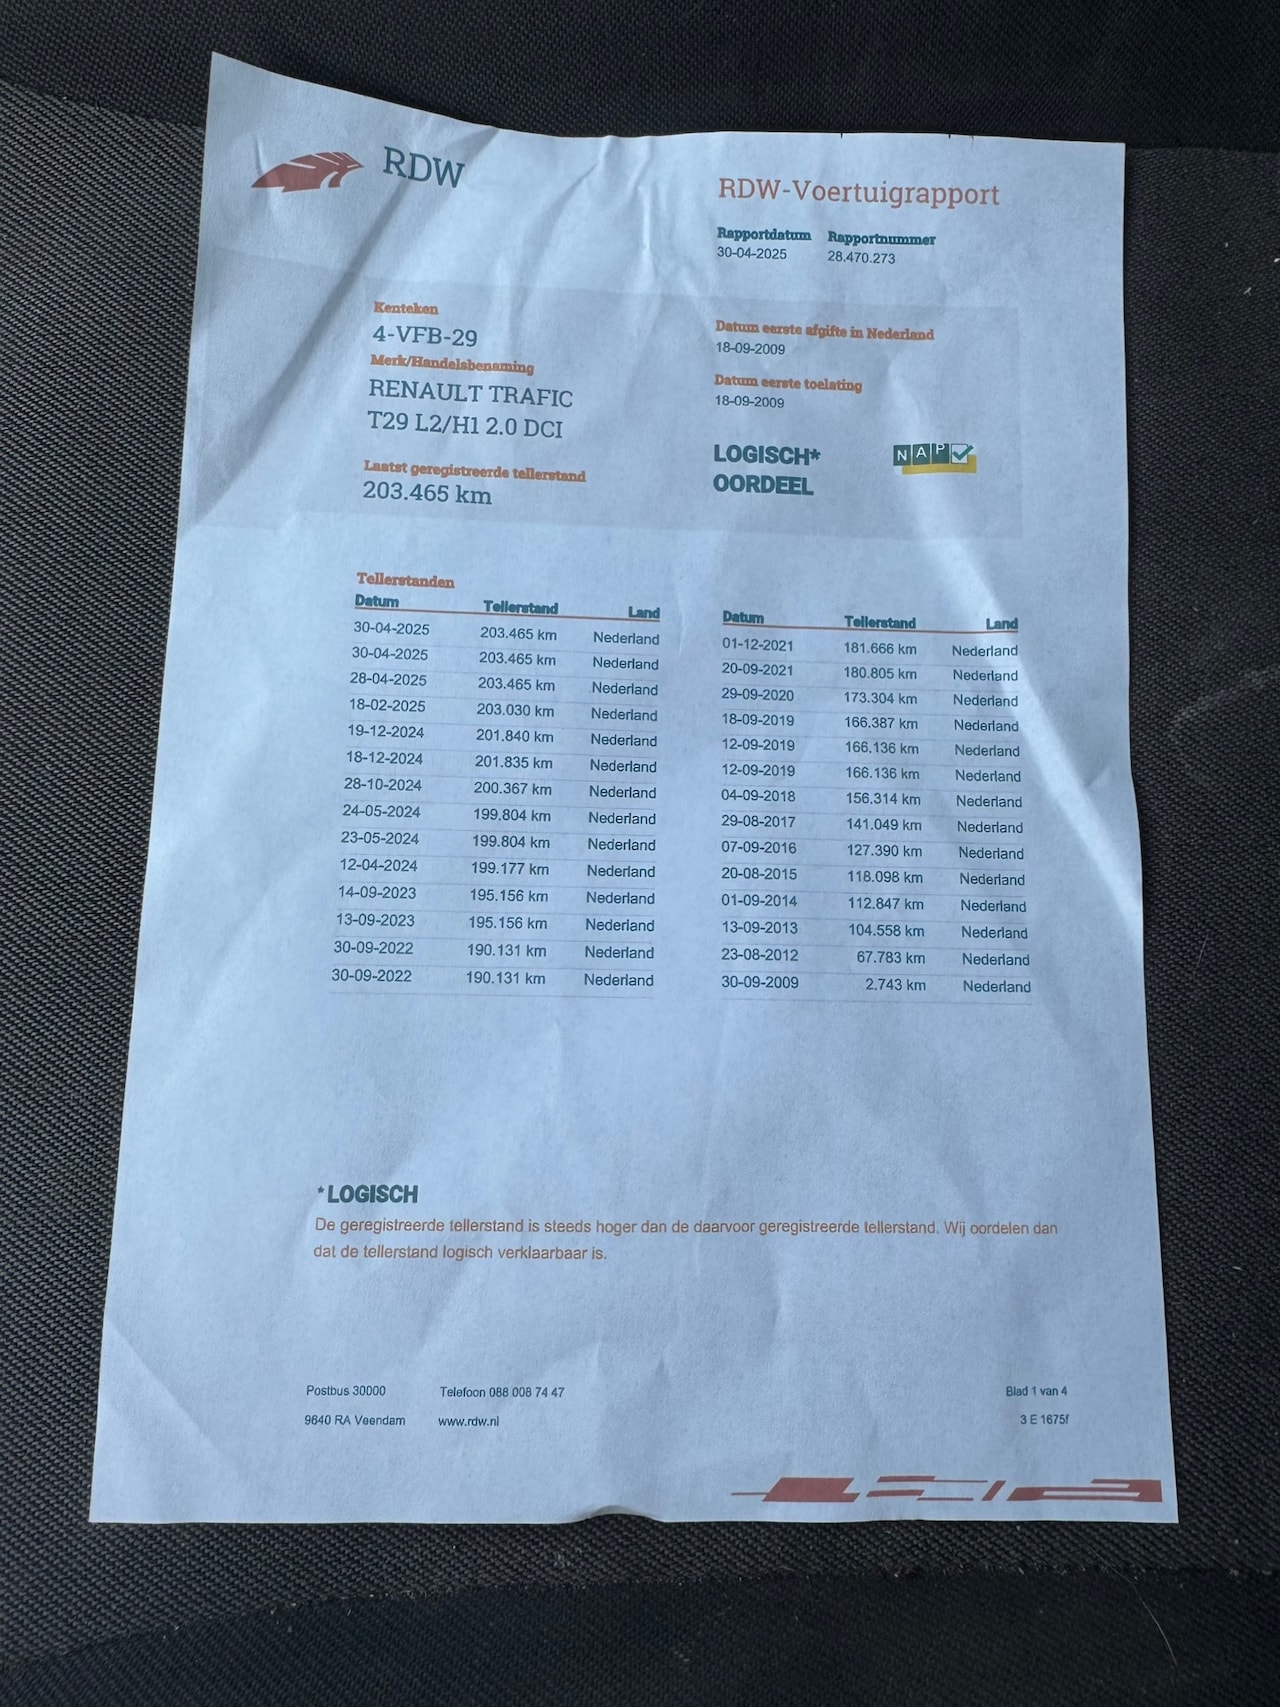 RDW
RDW-Voertuigrapport
Rapportdatum Rapportnummer
30-04-2025 28.470.273
Kenteken
4-VFB-29
Merk/Handelsbenaming
RENAULT TRAFIC
T29 L2/H1 2.0 DCI
Laatst geregistreerde tellerstand
203.465 km
Datum eerste afgifte in Nederland
18-09-2009
Datum eerste toelating
18-09-2009
LOGISCH*
OORDEEL
NAP
Tellerstanden
Datum Tellerstand Land
30-04-2025 203.465 km Nederland
30-04-2025 203.465 km Nederland
28-04-2025 203.465 km Nederland
18-02-2025 203.030 km Nederland
19-12-2024 201.840 km Nederland
18-12-2024 201.835 km Nederland
28-10-2024 200.367 km Nederland
24-05-2024 199.804 km Nederland
23-05-2024 199.804 km Nederland
12-04-2024 199.177 km Nederland
14-09-2023 195.156 km Nederland
13-09-2023 195.156 km Nederland
30-09-2022 190.131 km Nederland
30-09-2022 190.131 km Nederland
Datum Tellerstand Land
01-12-2021 181.666 km Nederland
20-09-2021 180.805 km Nederland
29-09-2020 173.304 km Nederland
18-09-2019 166.387 km Nederland
12-09-2019 166.136 km Nederland
12-09-2019 166.136 km Nederland
04-09-2018 156.314 km Nederland
29-08-2017 141.049 km Nederland
07-09-2016 127.390 km Nederland
20-08-2015 118.098 km Nederland
01-09-2014 112.847 km Nederland
13-09-2013 104.558 km Nederland
23-08-2012 67.783 km Nederland
30-09-2009 2.743 km Nederland
*LOGISCH
De geregistreerde tellerstand is steeds hoger dan de daarvoor geregistreerde tellerstand. Wij oordelen dan
dat de tellerstand logisch verklaarbaar is.
Postbus 30000 Telefoon 088 008 74 47 Blad 1 van 4
9640 RA Veendam www.rdw.nl 3 E 1675f